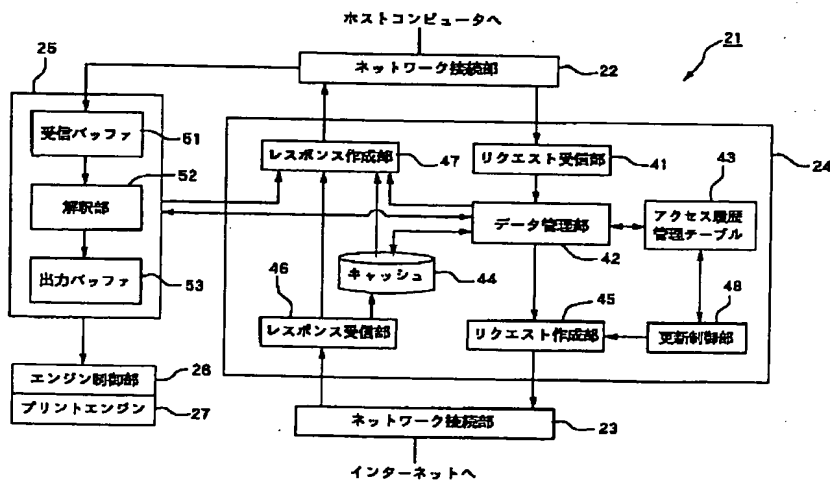 ホストコンピュータへ
21
25
ネットワーク接続部
22
受信バッファ
51
レスポンス作成部
47
リクエスト受信部
41
43
24
52
解釈部
データ管理部
42
アクセス履歴
管理テーブル
出力バッファ
53
46
キャッシュ
44
45
48
レスポンス受信部
リクエスト作成部
更新制御部
エンジン制御部
26
プリントエンジン
27
ネットワーク接続部
23
インターネットへ